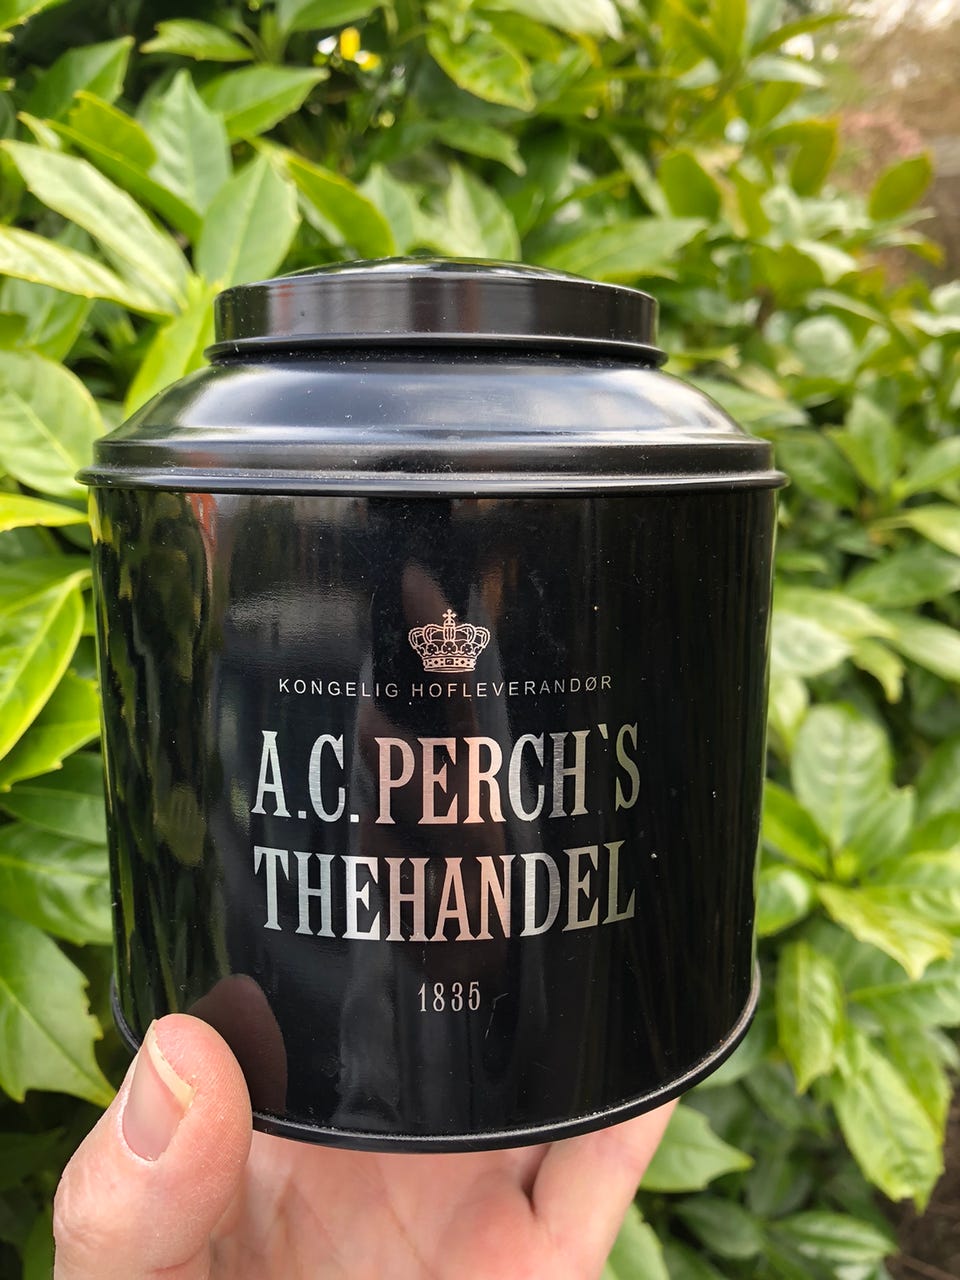 KONGELIG HOFLEVERANDØR
A.C. PERCH`S
THEHANDEL
1835